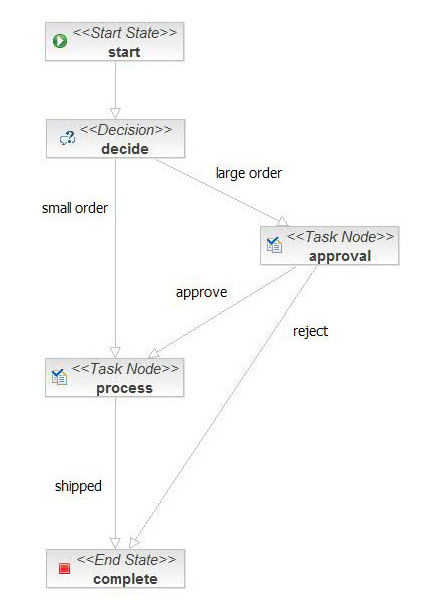 <<Start State>>
start
<<Decision>>
decide
large order
small order
<<Task Node>>
approval
approve
reject
<<Task Node>>
process
shipped
<<End State>>
complete